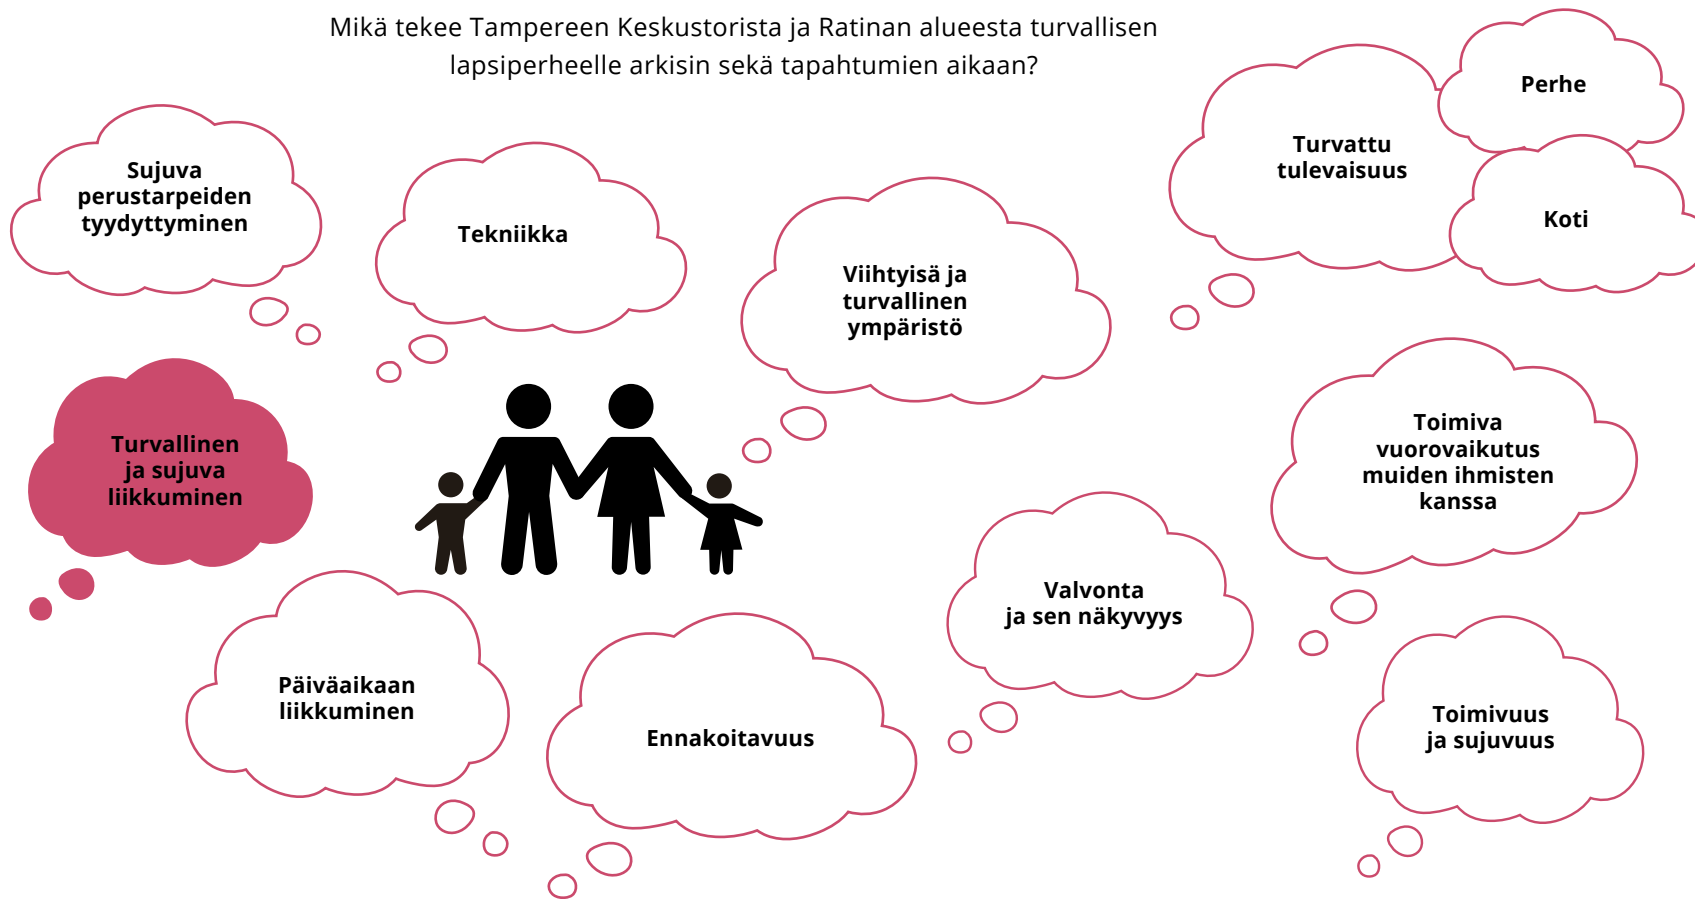 Mikä tekee Tampereen Keskustorista ja Ratinan alueesta turvallisen
lapsiperheelle arkisin sekä tapahtumien aikaan?
Sujuva
perustarpeiden
tyydyttyminen
Tekniikka
Viihtyisä ja
turvallinen
ympäristö
Turvattu
tulevaisuus
Perhe
Koti
Turvallinen
ja sujuva
liikkuminen
Toimiva
vuorovaikutus
muiden ihmisten
kanssa
Valvonta
ja sen näkyvyys
Päiväaikaan
liikkuminen
Ennakoitavuus
Toimivuus
ja sujuvuus